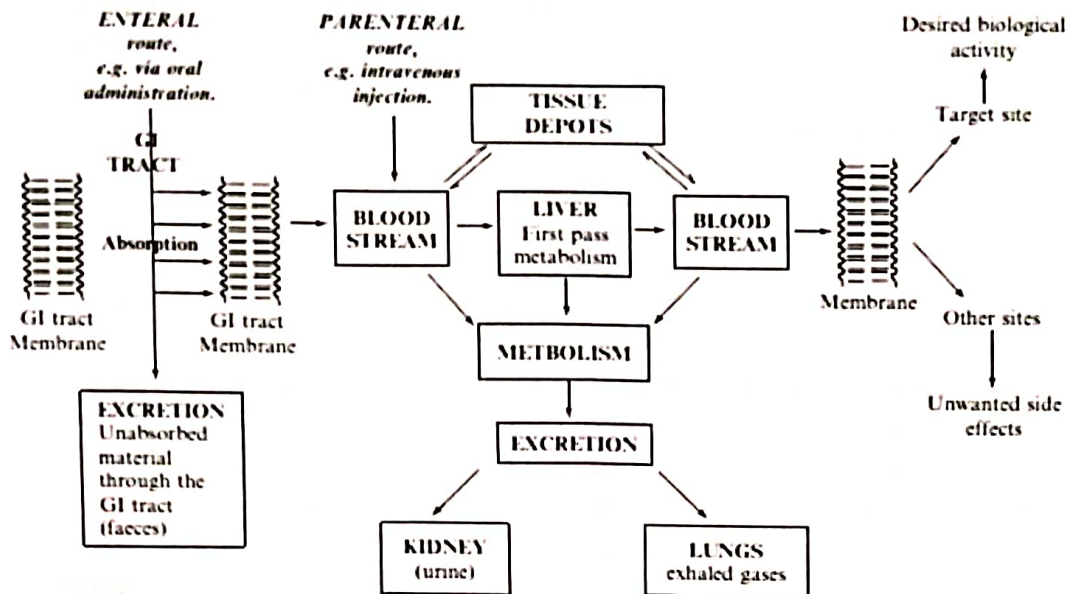 ENTERAL
route,
e.g. via oral
administration.
PARENTERAL
route,
e.g. intravenous
injection.
GI
TRACT
Absorption
GI tract
Membrane
GI tract
Membrane
EXCRETION
Unabsorbed
material
through the
GI tract
(faeces)
TISSUE
DEPOTS
BLOOD
STREAM
LIVER
First pass
metabolism
BLOOD
STREAM
METBOLISM
EXCRETION
KIDNEY
(urine)
LUNGS
exhaled gases
Membrane
Desired biological
activity
Target site
Other sites
Unwanted side
effects